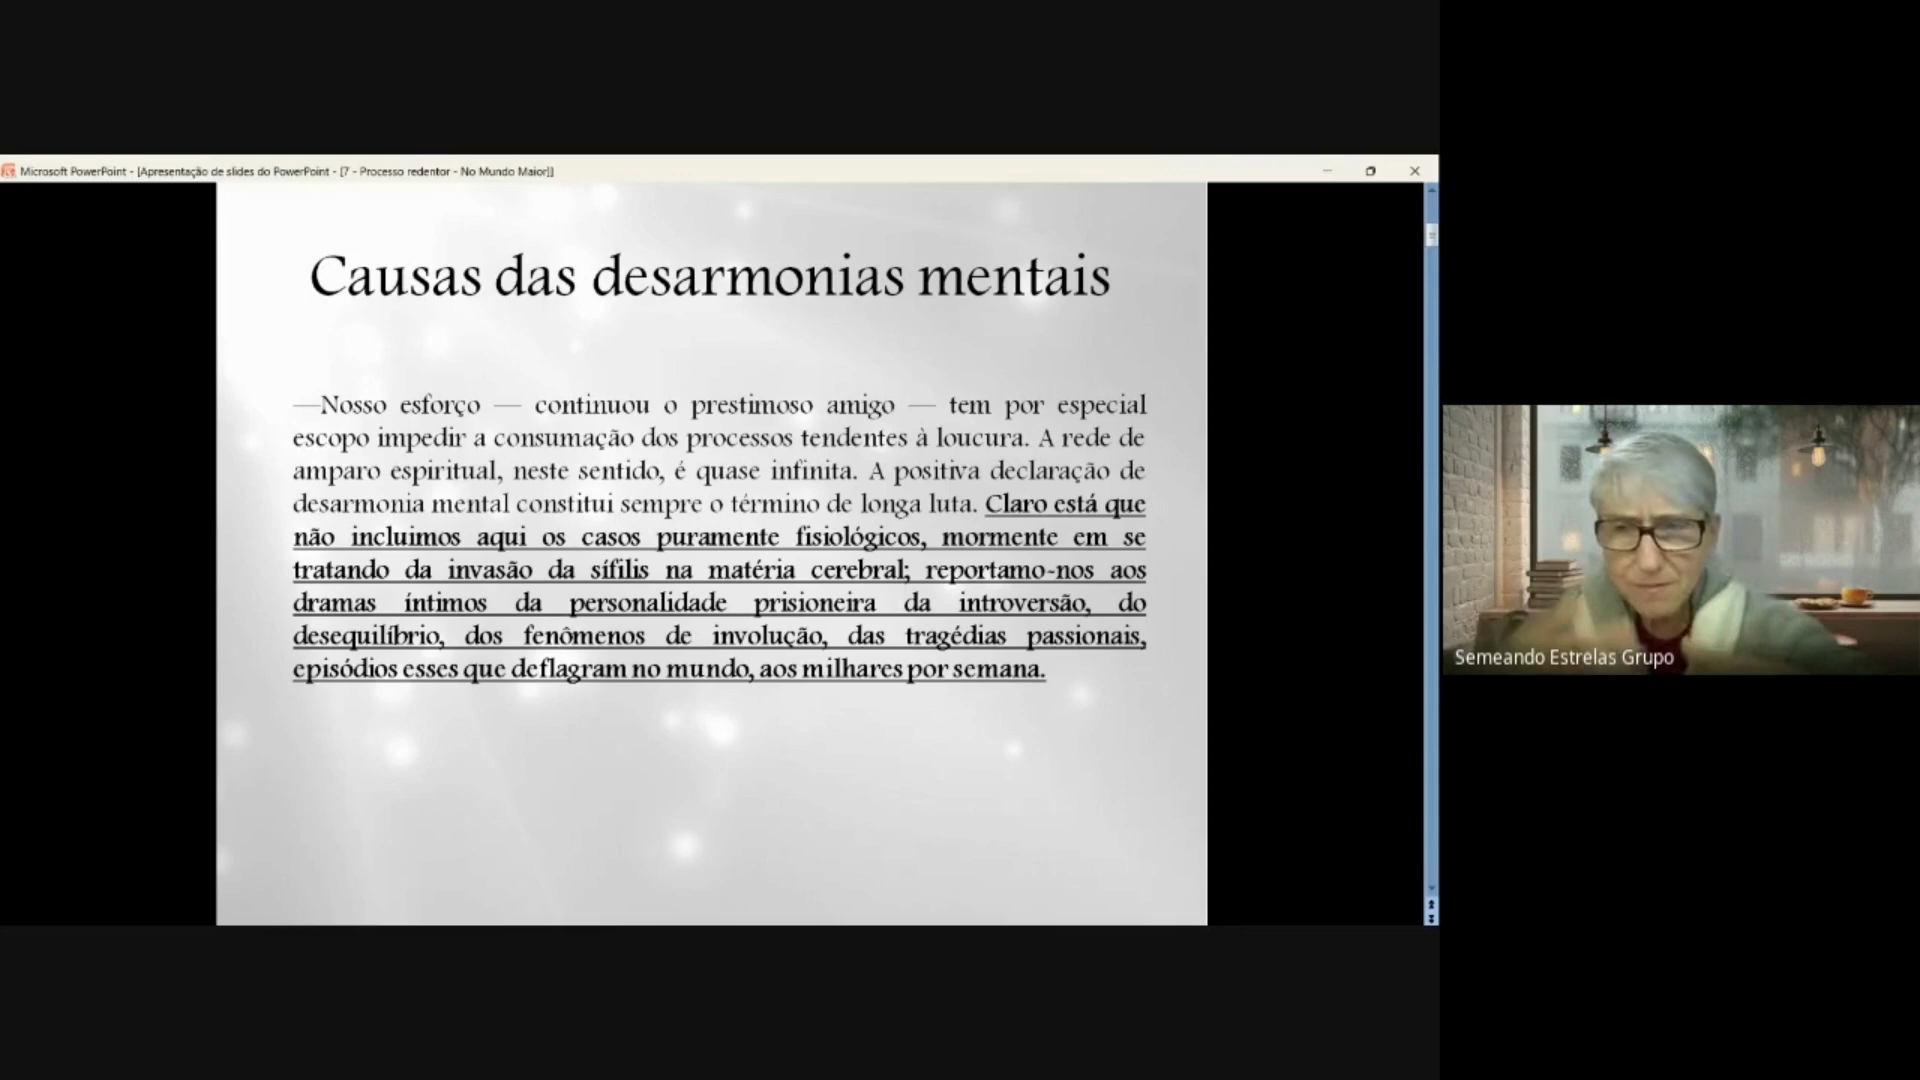 Microsoft PowerPoint - [Apresentação de slides do PowerPoint - [7 - Processo redentor - No Mundo Maior]]
Causas das desarmonias mentais
—Nosso esforço — continuou o prestimoso amigo — tem por especial
escopo impedir a consumação dos processos tendentes à loucura. A rede de
amparo espiritual, neste sentido, é quase infinita. A positiva declaração de
desarmonia mental constitui sempre o término de longa luta. Claro está que
não incluimos aqui os casos puramente fisiológicos, mormente em se
tratando da invasão da sífilis na matéria cerebral; reportamo-nos aos
dramas íntimos da personalidade prisioneira da introversão, do
desequilíbrio, dos fenômenos de involução, das tragédias passionais,
episódios esses que deflagram no mundo, aos milhares por semana.
Semeando Estrelas Grupo